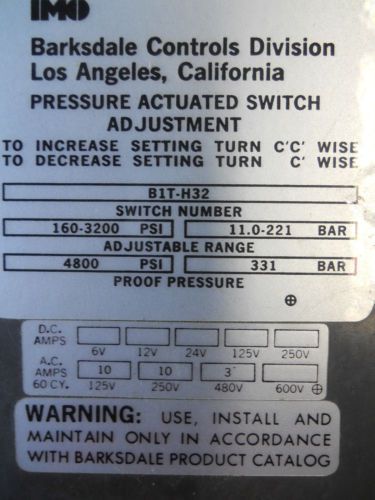 IMO
Barksdale Controls Division
Los Angeles, California
PRESSURE ACTUATED SWITCH
ADJUSTMENT
TO INCREASE SETTING TURN C'C' WISE
TO DECREASE SETTING TURN C' WISE
B1T-H32
SWITCH NUMBER
160-3200 PSI 11.0-221 BAR
ADJUSTABLE RANGE
4800 PSI 331 BAR
PROOF PRESSURE
D.C.
AMPS
6V 12V 24V 125V 250V
A.C.
AMPS 10 10 3
60 CY. 125V 250V 480V 600V
WARNING: USE, INSTALL AND
MAINTAIN ONLY IN ACCORDANCE
WITH BARKSDALE PRODUCT CATALOG